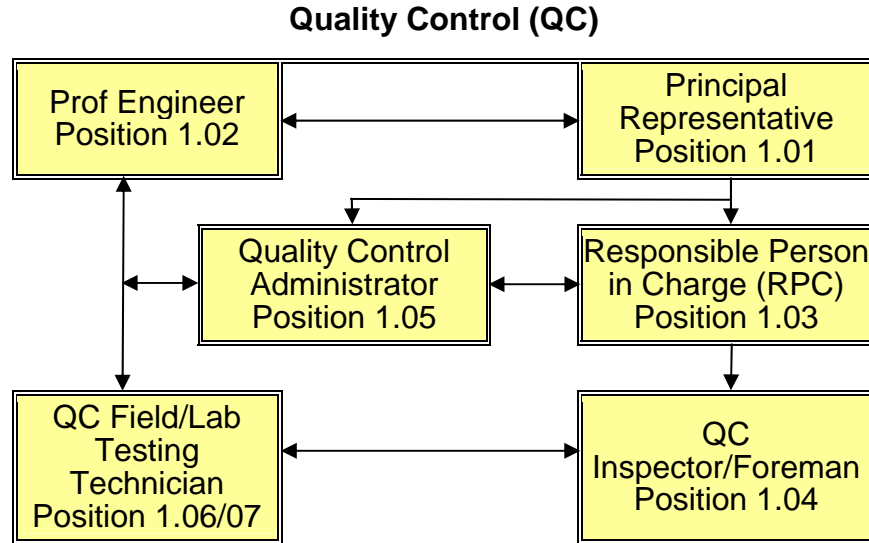 Quality Control (QC)
Prof Engineer
Position 1.02
Principal
Representative
Position 1.01
Quality Control
Administrator
Position 1.05
Responsible Person
in Charge (RPC)
Position 1.03
QC Field/Lab
Testing
Technician
Position 1.06/07
QC
Inspector/Foreman
Position 1.04